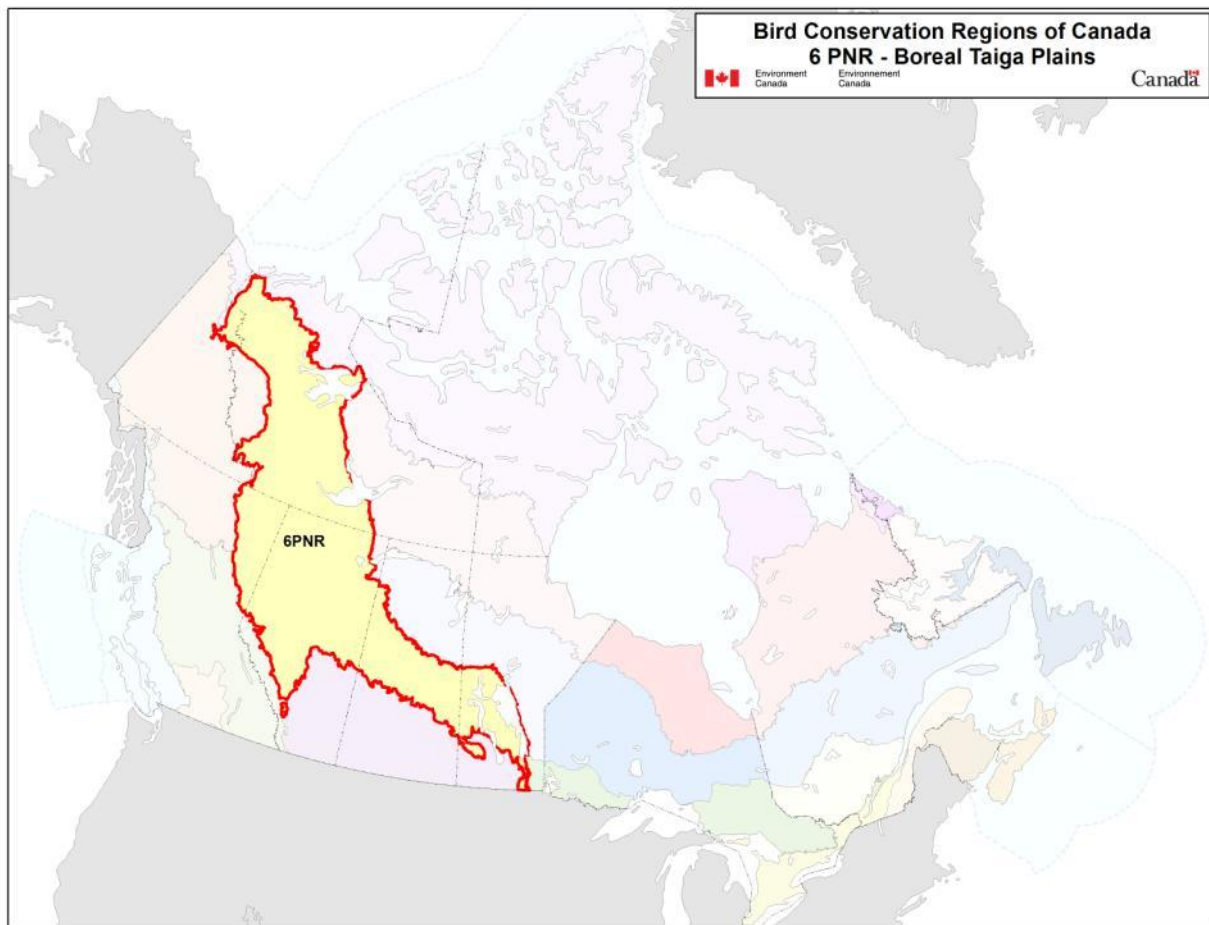 Bird Conservation Regions of Canada
6 PNR - Boreal Taiga Plains
Environment Canada
Environnement Canada
Canada
6PNR